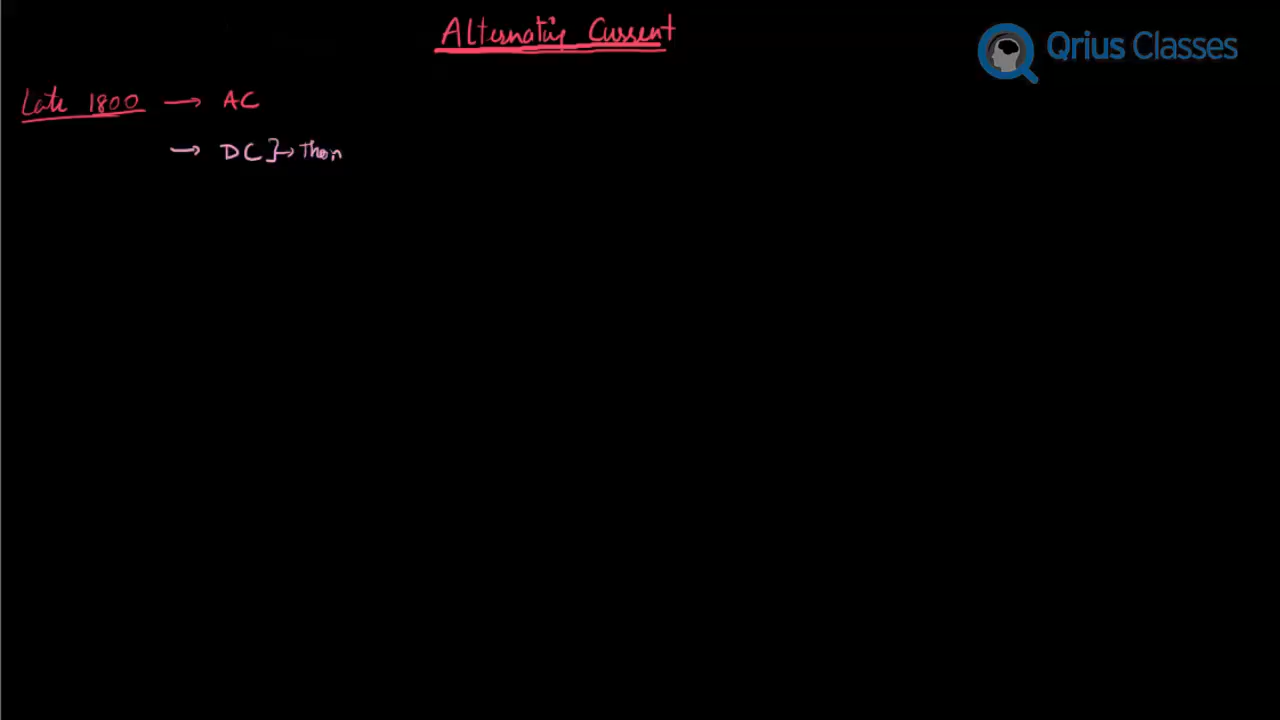 Alternating Current
Qrius Classes
Late 1800 → AC
→ DC}→ Thom